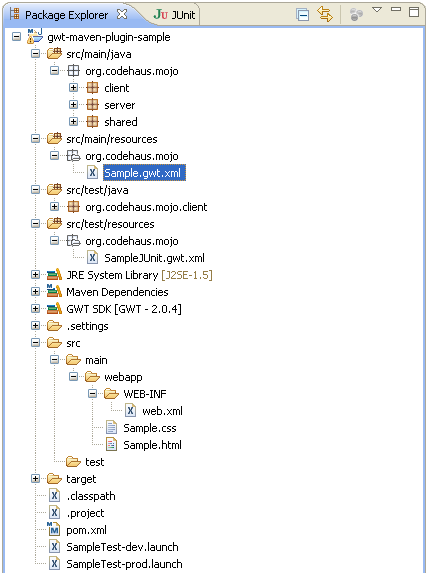 Package Explorer JUnit
gwt-maven-plugin-sample
src/main/java
org.codehaus.mojo
client
server
shared
src/main/resources
org.codehaus.mojo
Sample.gwt.xml
src/test/java
org.codehaus.mojo.client
src/test/resources
org.codehaus.mojo
SampleJUnit.gwt.xml
JRE System Library [J2SE-1.5]
Maven Dependencies
GWT SDK [GWT - 2.0.4]
.settings
src
main
webapp
WEB-INF
web.xml
Sample.css
Sample.html
test
target
.classpath
.project
pom.xml
SampleTest-dev.launch
SampleTest-prod.launch